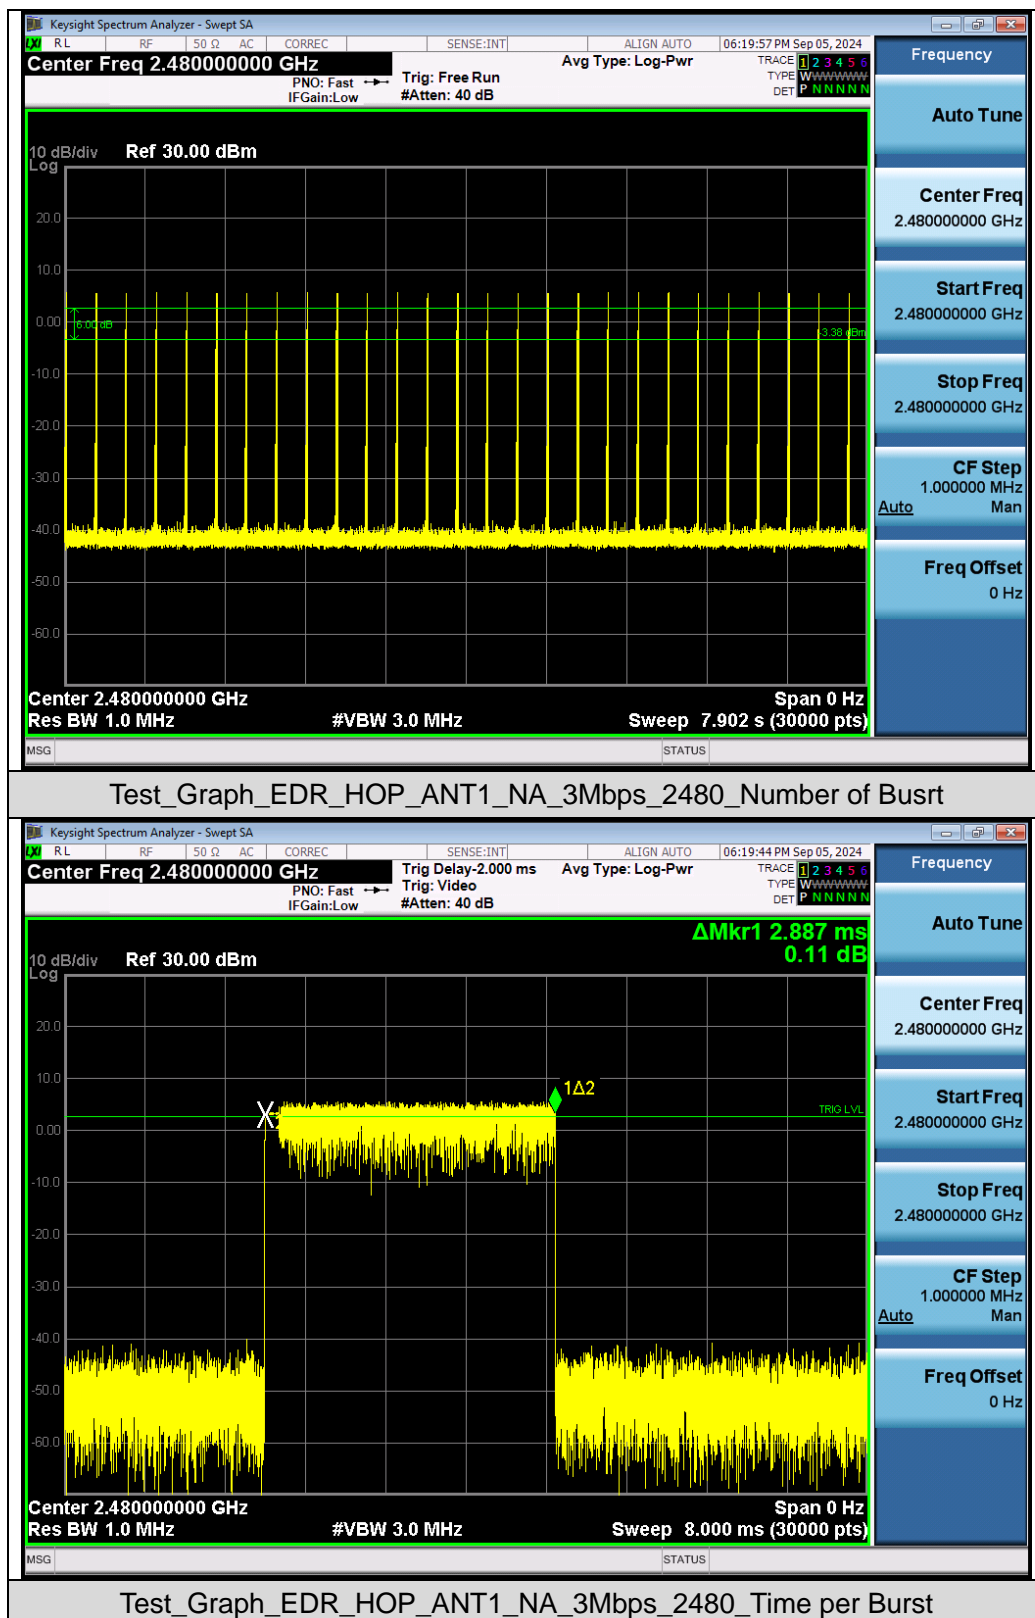 Keysight Spectrum Analyzer - Swept SA
LXI RL RF 50 Ω AC CORREC SENSE:INT ALIGN AUTO 06:19:57 PM Sep 05, 2024
Center Freq 2.480000000 GHz
PNO: Fast
IFGain:Low
Trig: Free Run
#Atten: 40 dB
Avg Type: Log-Pwr
TRACE 1 2 3 4 5 6
TYPE WWWWWW
DET P N N N N N
10 dB/div Ref 30.00 dBm
Log
20.0
10.0
0.00
-10.0
-20.0
-30.0
-40.0
-50.0
-60.0
6.00 dB
-3.38 dBm
Center 2.480000000 GHz Span 0 Hz
Res BW 1.0 MHz #VBW 3.0 MHz Sweep 7.902 s (30000 pts)
MSG STATUS
Frequency
Auto Tune
Center Freq
2.480000000 GHz
Start Freq
2.480000000 GHz
Stop Freq
2.480000000 GHz
CF Step
1.000000 MHz
Auto Man
Freq Offset
0 Hz
Test_Graph_EDR_HOP_ANT1_NA_3Mbps_2480_Number of Busrt
Keysight Spectrum Analyzer - Swept SA
LXI RL RF 50 Ω AC CORREC SENSE:INT ALIGN AUTO 06:19:44 PM Sep 05, 2024
Center Freq 2.480000000 GHz
PNO: Fast
IFGain:Low
Trig Delay-2.000 ms
Trig: Video
#Atten: 40 dB
Avg Type: Log-Pwr
TRACE 1 2 3 4 5 6
TYPE WWWWWW
DET P N N N N N
ΔMkr1 2.887 ms
0.11 dB
10 dB/div Ref 30.00 dBm
Log
20.0
10.0
0.00
-10.0
-20.0
-30.0
-40.0
-50.0
-60.0
1Δ2
TRIG LVL
Center 2.480000000 GHz Span 0 Hz
Res BW 1.0 MHz #VBW 3.0 MHz Sweep 8.000 ms (30000 pts)
MSG STATUS
Frequency
Auto Tune
Center Freq
2.480000000 GHz
Start Freq
2.480000000 GHz
Stop Freq
2.480000000 GHz
CF Step
1.000000 MHz
Auto Man
Freq Offset
0 Hz
Test_Graph_EDR_HOP_ANT1_NA_3Mbps_2480_Time per Burst